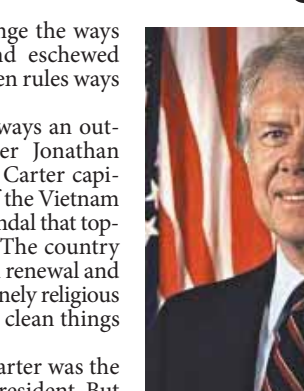 nge the ways
nd eschewed
en rules ways
ways an out-
er Jonathan
Carter capi-
f the Vietnam
ndal that top-
The country
renewal and
nely religious
clean things
arter was the
resident. But